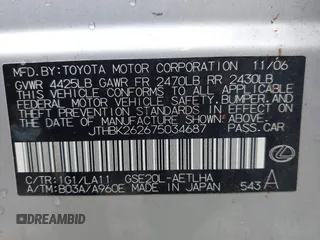 MFD. BY: TOYOTA MOTOR CORPORATION 11/06
GVWR 4425LB GAWR FR 2470LB RR 2430LB
THIS VEHICLE CONFORMS TO ALL APPLICABLE
FEDERAL MOTOR VEHICLE SAFETY, BUMPER, AND
THEFT PREVENTION STANDARDS IN EFFECT ON
THE DATE OF MANUFACTURE SHOWN ABOVE.
JTHBK262675034687 PASS.CAR
C/TR:1G1/LA11 GSE20L-AETLHA
A/TM:B03A/A960E MADE IN JAPAN 543 A